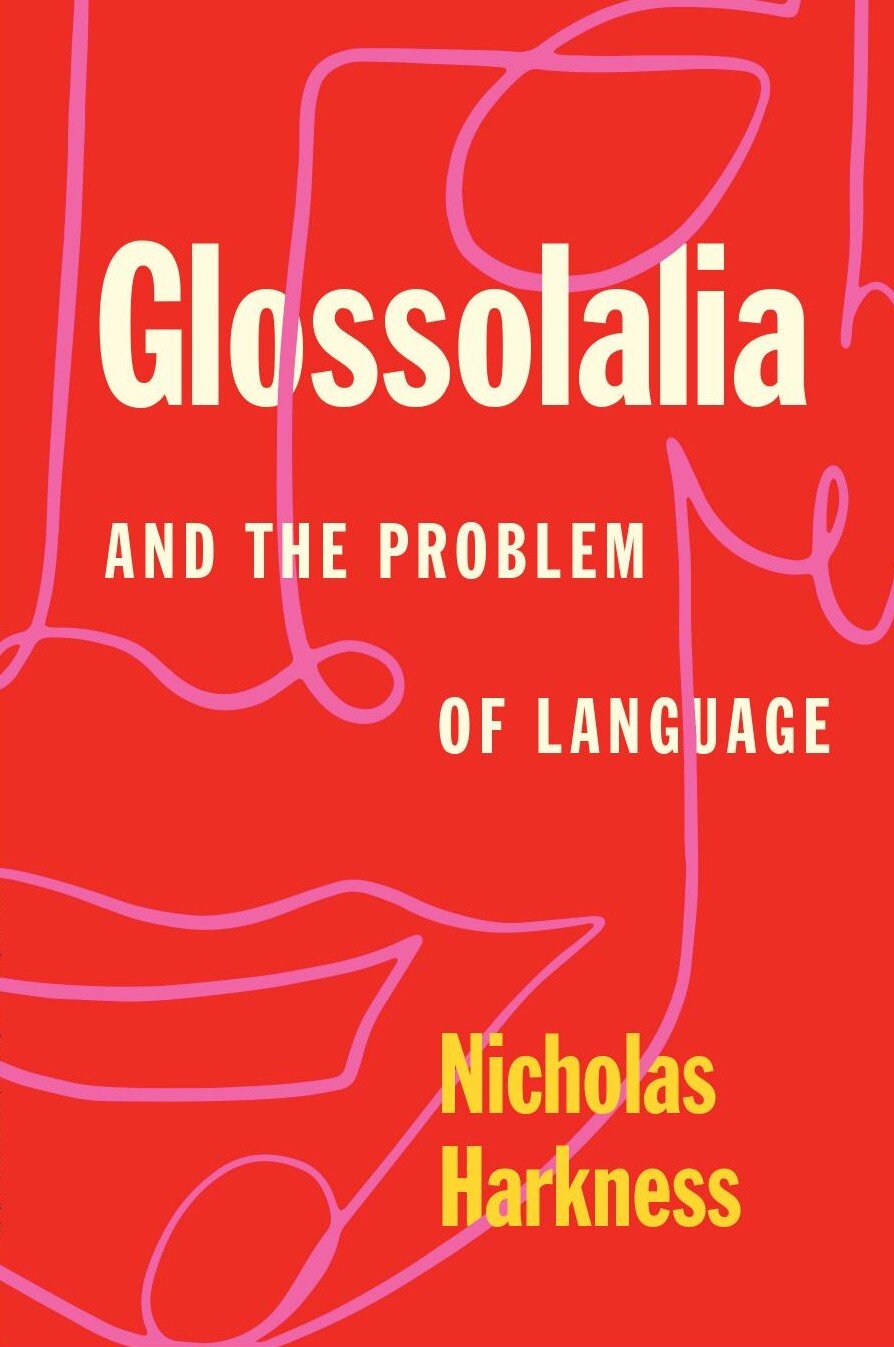 Glossolalia
AND THE PROBLEM
OF LANGUAGE
Nicholas
Harkness